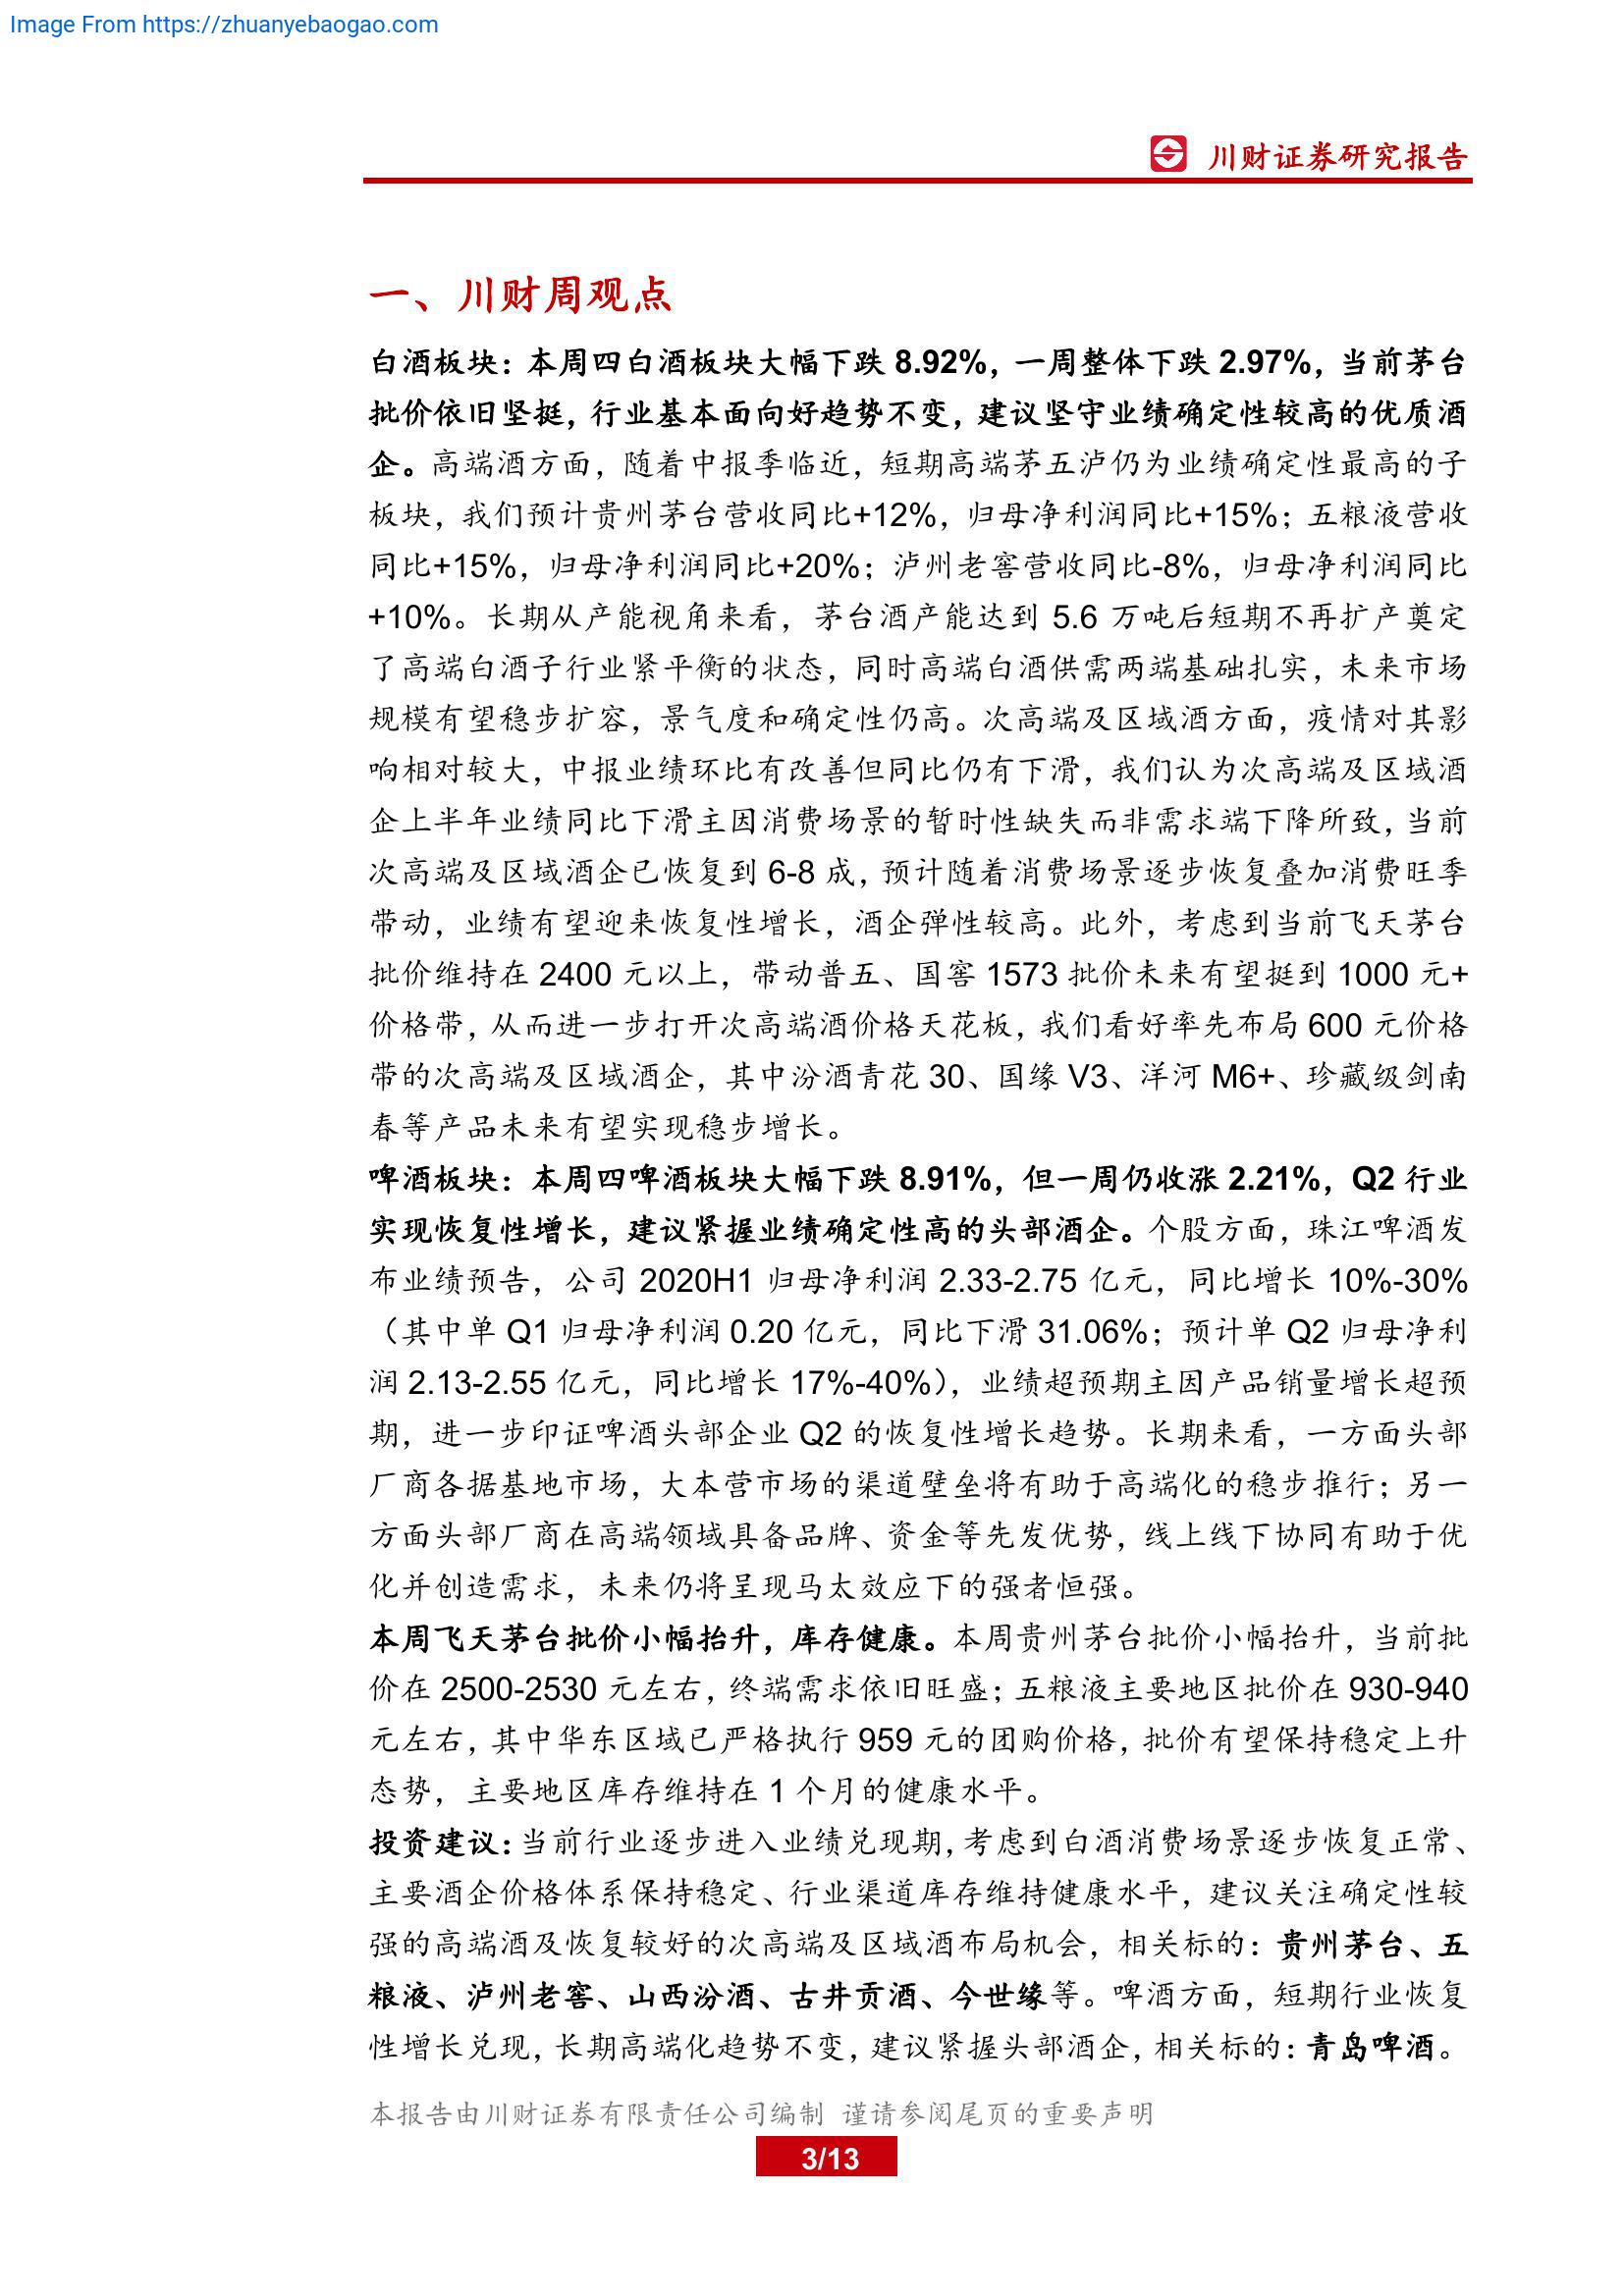 Image From https://zhuanyebaogao.com
川财证券研究报告
一、川财周观点
白酒板块：本周四白酒板块大幅下跌 8.92%，一周整体下跌 2.97%，当前茅台
批价依旧坚挺，行业基本面向好趋势不变，建议坚守业绩确定性较高的优质酒
企。高端酒方面，随着中报季临近，短期高端茅五泸仍为业绩确定性最高的子
板块，我们预计贵州茅台营收同比+12%，归母净利润同比+15%；五粮液营收
同比+15%，归母净利润同比+20%；泸州老窖营收同比-8%，归母净利润同比
+10%。长期从产能视角来看，茅台酒产能达到 5.6 万吨后短期不再扩产奠定
了高端白酒子行业紧平衡的状态，同时高端白酒供需两端基础扎实，未来市场
规模有望稳步扩容，景气度和确定性仍高。次高端及区域酒方面，疫情对其影
响相对较大，中报业绩环比有改善但同比仍有下滑，我们认为次高端及区域酒
企上半年业绩同比下滑主因消费场景的暂时性缺失而非需求端下降所致，当前
次高端及区域酒企已恢复到 6-8 成，预计随着消费场景逐步恢复叠加消费旺季
带动，业绩有望迎来恢复性增长，酒企弹性较高。此外，考虑到当前飞天茅台
批价维持在 2400 元以上，带动普五、国窖 1573 批价未来有望挺到 1000 元+
价格带，从而进一步打开次高端酒价格天花板，我们看好率先布局 600 元价格
带的次高端及区域酒企，其中汾酒青花 30、国缘 V3、洋河 M6+、珍藏级剑南
春等产品未来有望实现稳步增长。
啤酒板块：本周四啤酒板块大幅下跌 8.91%，但一周仍收涨 2.21%，Q2 行业
实现恢复性增长，建议紧握业绩确定性高的头部酒企。个股方面，珠江啤酒发
布业绩预告，公司 2020H1 归母净利润 2.33-2.75 亿元，同比增长 10%-30%
（其中单 Q1 归母净利润 0.20 亿元，同比下滑 31.06%；预计单 Q2 归母净利
润 2.13-2.55 亿元，同比增长 17%-40%），业绩超预期主因产品销量增长超预
期，进一步印证啤酒头部企业 Q2 的恢复性增长趋势。长期来看，一方面头部
厂商各据基地市场，大本营市场的渠道壁垒将有助于高端化的稳步推行；另一
方面头部厂商在高端领域具备品牌、资金等先发优势，线上线下协同有助于优
化并创造需求，未来仍将呈现马太效应下的强者恒强。
本周飞天茅台批价小幅抬升，库存健康。本周贵州茅台批价小幅抬升，当前批
价在 2500-2530 元左右，终端需求依旧旺盛；五粮液主要地区批价在 930-940
元左右，其中华东区域已严格执行 959 元的团购价格，批价有望保持稳定上升
态势，主要地区库存维持在 1 个月的健康水平。
投资建议：当前行业逐步进入业绩兑现期，考虑到白酒消费场景逐步恢复正常、
主要酒企价格体系保持稳定、行业渠道库存维持健康水平，建议关注确定性较
强的高端酒及恢复较好的次高端及区域酒布局机会，相关标的：贵州茅台、五
粮液、泸州老窖、山西汾酒、古井贡酒、今世缘等。啤酒方面，短期行业恢复
性增长兑现，长期高端化趋势不变，建议紧握头部酒企，相关标的：青岛啤酒。
本报告由川财证券有限责任公司编制 谨请参阅尾页的重要声明
3/13